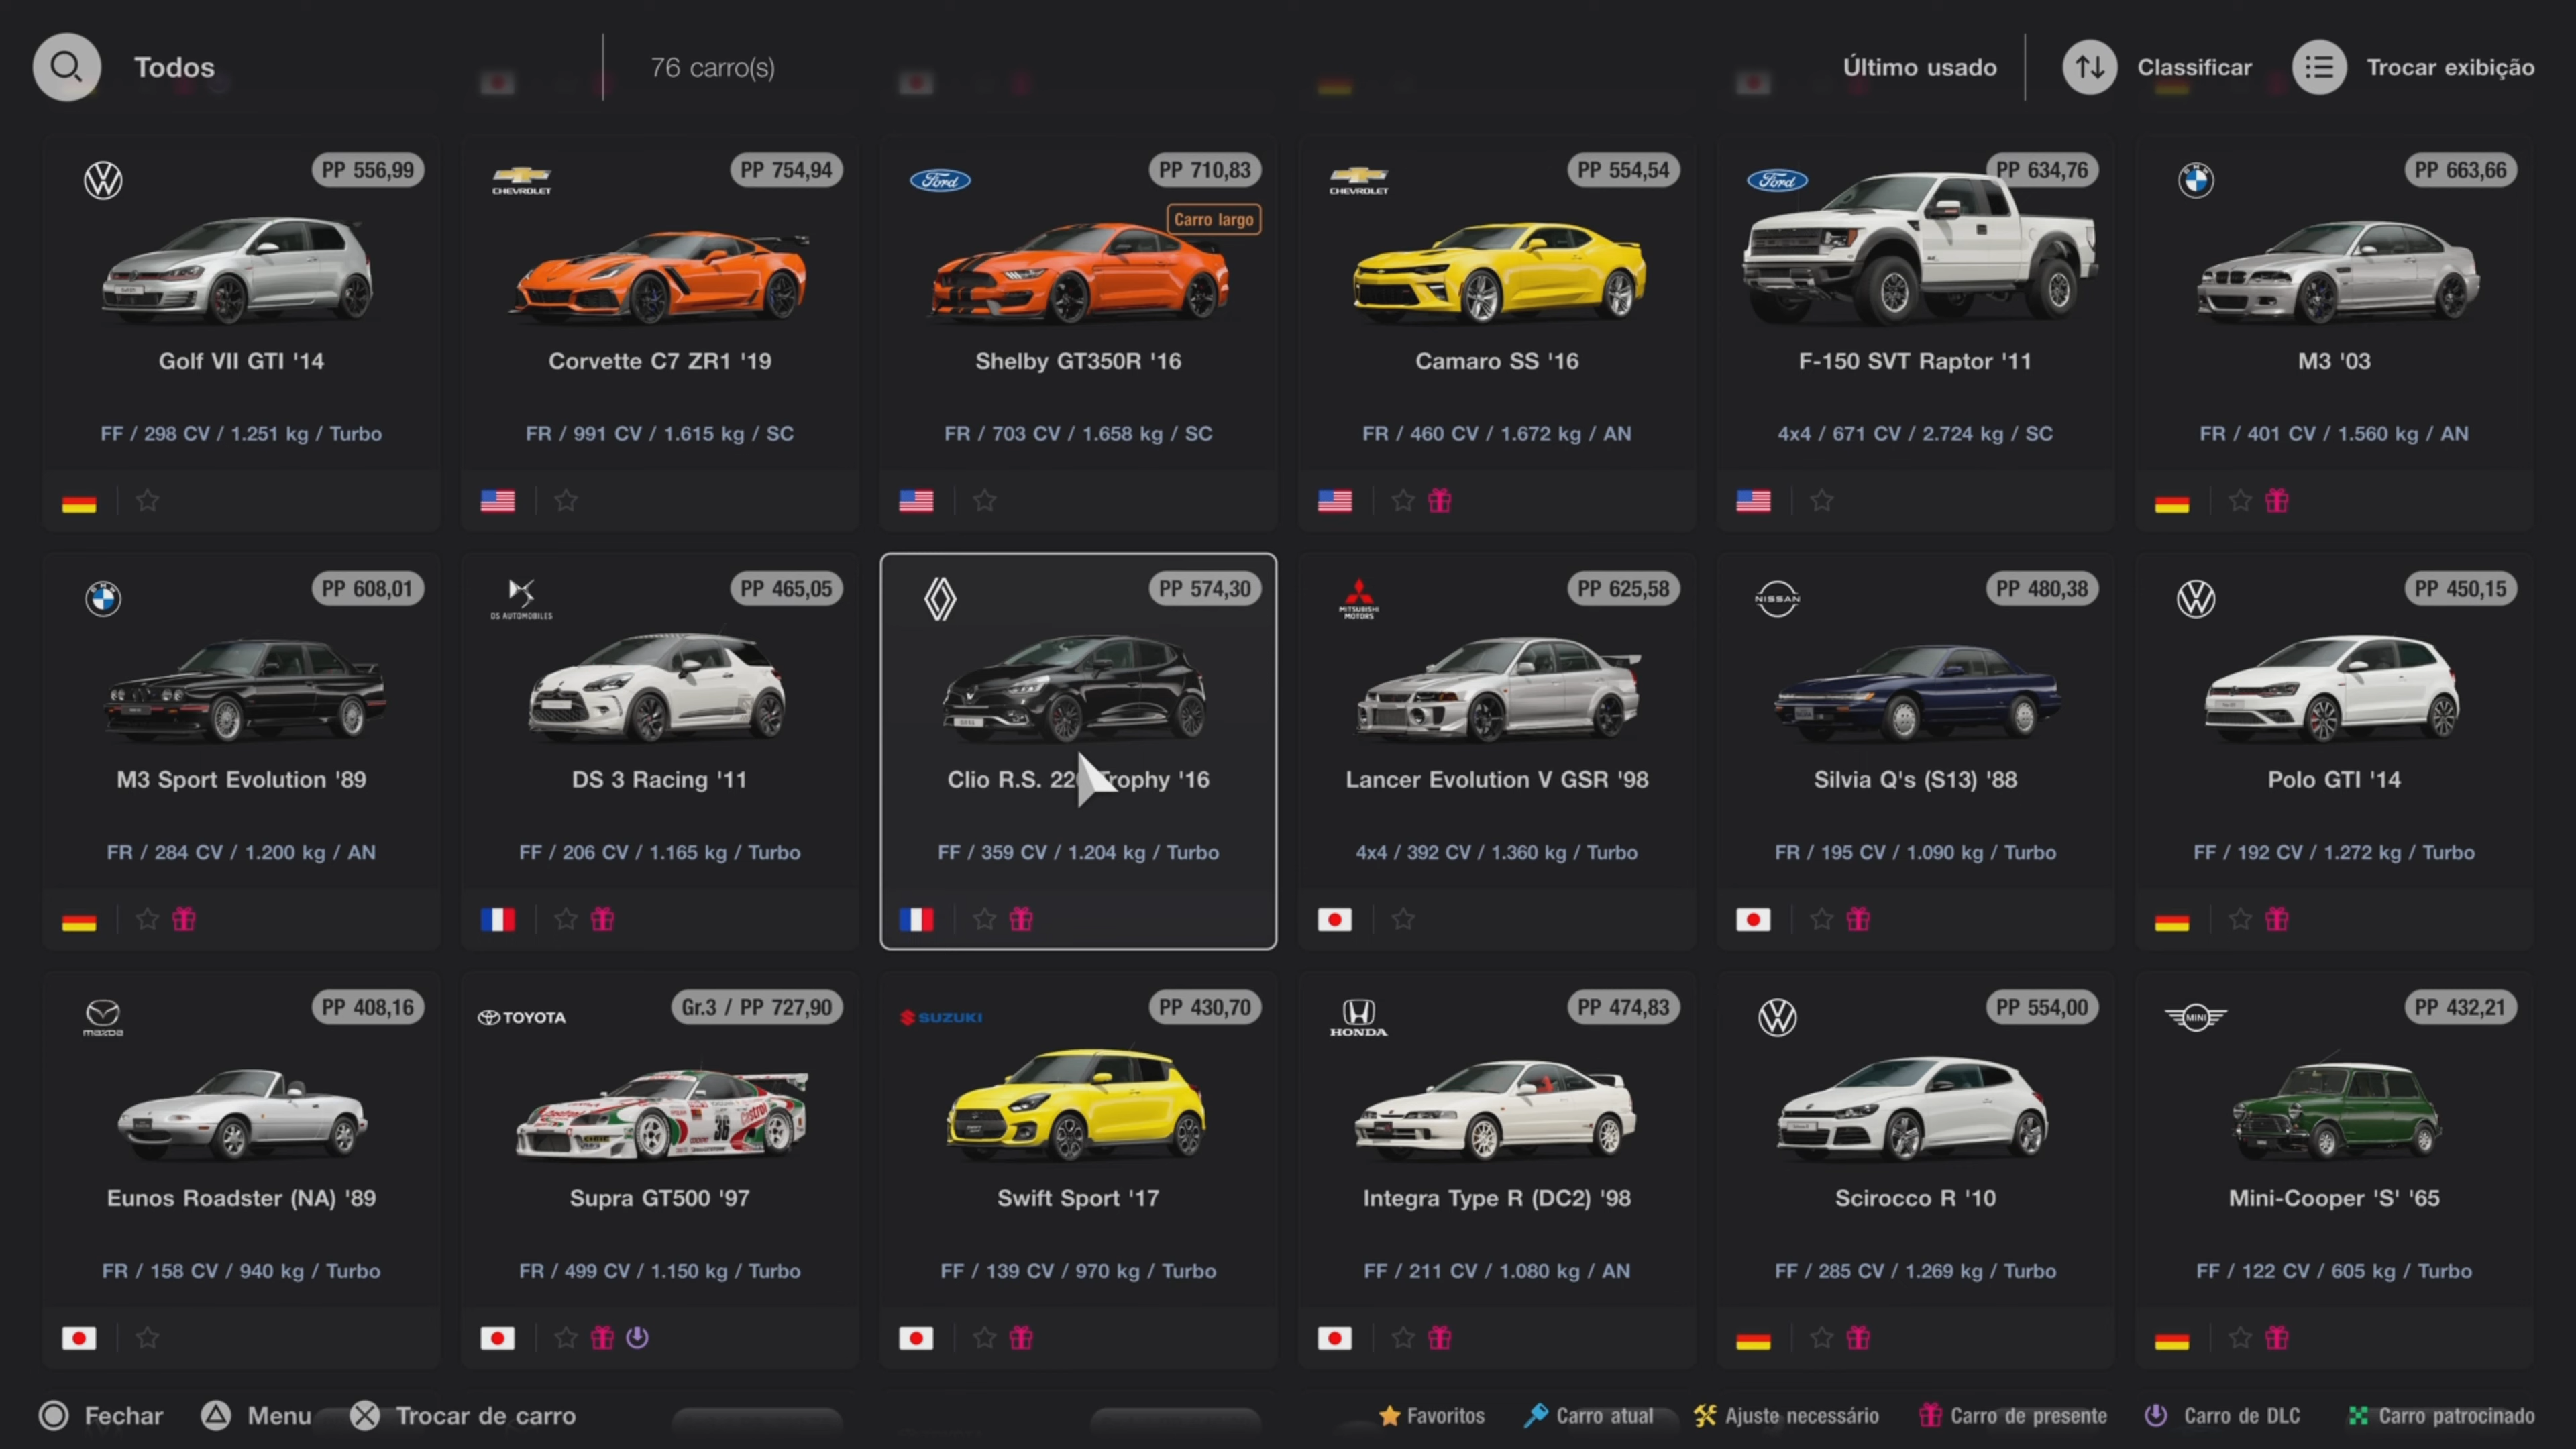 Todos
76 carro(s)
Último usado
Classificar
Trocar exibição
PP 556,99
Golf VII GTI '14
FF / 298 CV / 1.251 kg / Turbo
CHEVROLET
PP 754,94
Corvette C7 ZR1 '19
FR / 991 CV / 1.615 kg / SC
Ford
PP 710,83
Carro largo
Shelby GT350R '16
FR / 703 CV / 1.658 kg / SC
CHEVROLET
PP 554,54
Camaro SS '16
FR / 460 CV / 1.672 kg / AN
Ford
PP 634,76
F-150 SVT Raptor '11
4x4 / 671 CV / 2.724 kg / SC
PP 663,66
M3 '03
FR / 401 CV / 1.560 kg / AN
PP 608,01
M3 Sport Evolution '89
FR / 284 CV / 1.200 kg / AN
DS AUTOMOBILES
PP 465,05
DS 3 Racing '11
FF / 206 CV / 1.165 kg / Turbo
PP 574,30
Clio R.S. 22 rophy '16
FF / 359 CV / 1.204 kg / Turbo
MITSUBISHI
MOTORS
PP 625,58
Lancer Evolution V GSR '98
4x4 / 392 CV / 1.360 kg / Turbo
NISSAN
PP 480,38
Silvia Q's (S13) '88
FR / 195 CV / 1.090 kg / Turbo
PP 450,15
Polo GTI '14
FF / 192 CV / 1.272 kg / Turbo
mazda
PP 408,16
Eunos Roadster (NA) '89
FR / 158 CV / 940 kg / Turbo
TOYOTA
Gr.3 / PP 727,90
Castrol
36
Supra GT500 '97
FR / 499 CV / 1.150 kg / Turbo
SUZUKI
PP 430,70
Swift Sport '17
FF / 139 CV / 970 kg / Turbo
HONDA
PP 474,83
Integra Type R (DC2) '98
FF / 211 CV / 1.080 kg / AN
PP 554,00
Scirocco R '10
FF / 285 CV / 1.269 kg / Turbo
MINI
PP 432,21
Mini-Cooper 'S' '65
FF / 122 CV / 605 kg / Turbo
Fechar
Menu
Trocar de carro
Favoritos
Carro atual
Ajuste necessário
Carro de presente
Carro de DLC
Carro patrocinado